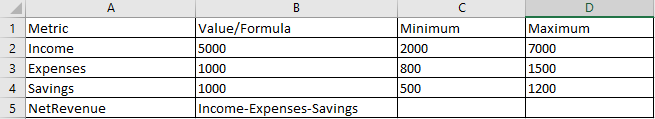 A B C D
1 Metric Value/Formula Minimum Maximum
2 Income 5000 2000 7000
3 Expenses 1000 800 1500
4 Savings 1000 500 1200
5 NetRevenue Income-Expenses-Savings